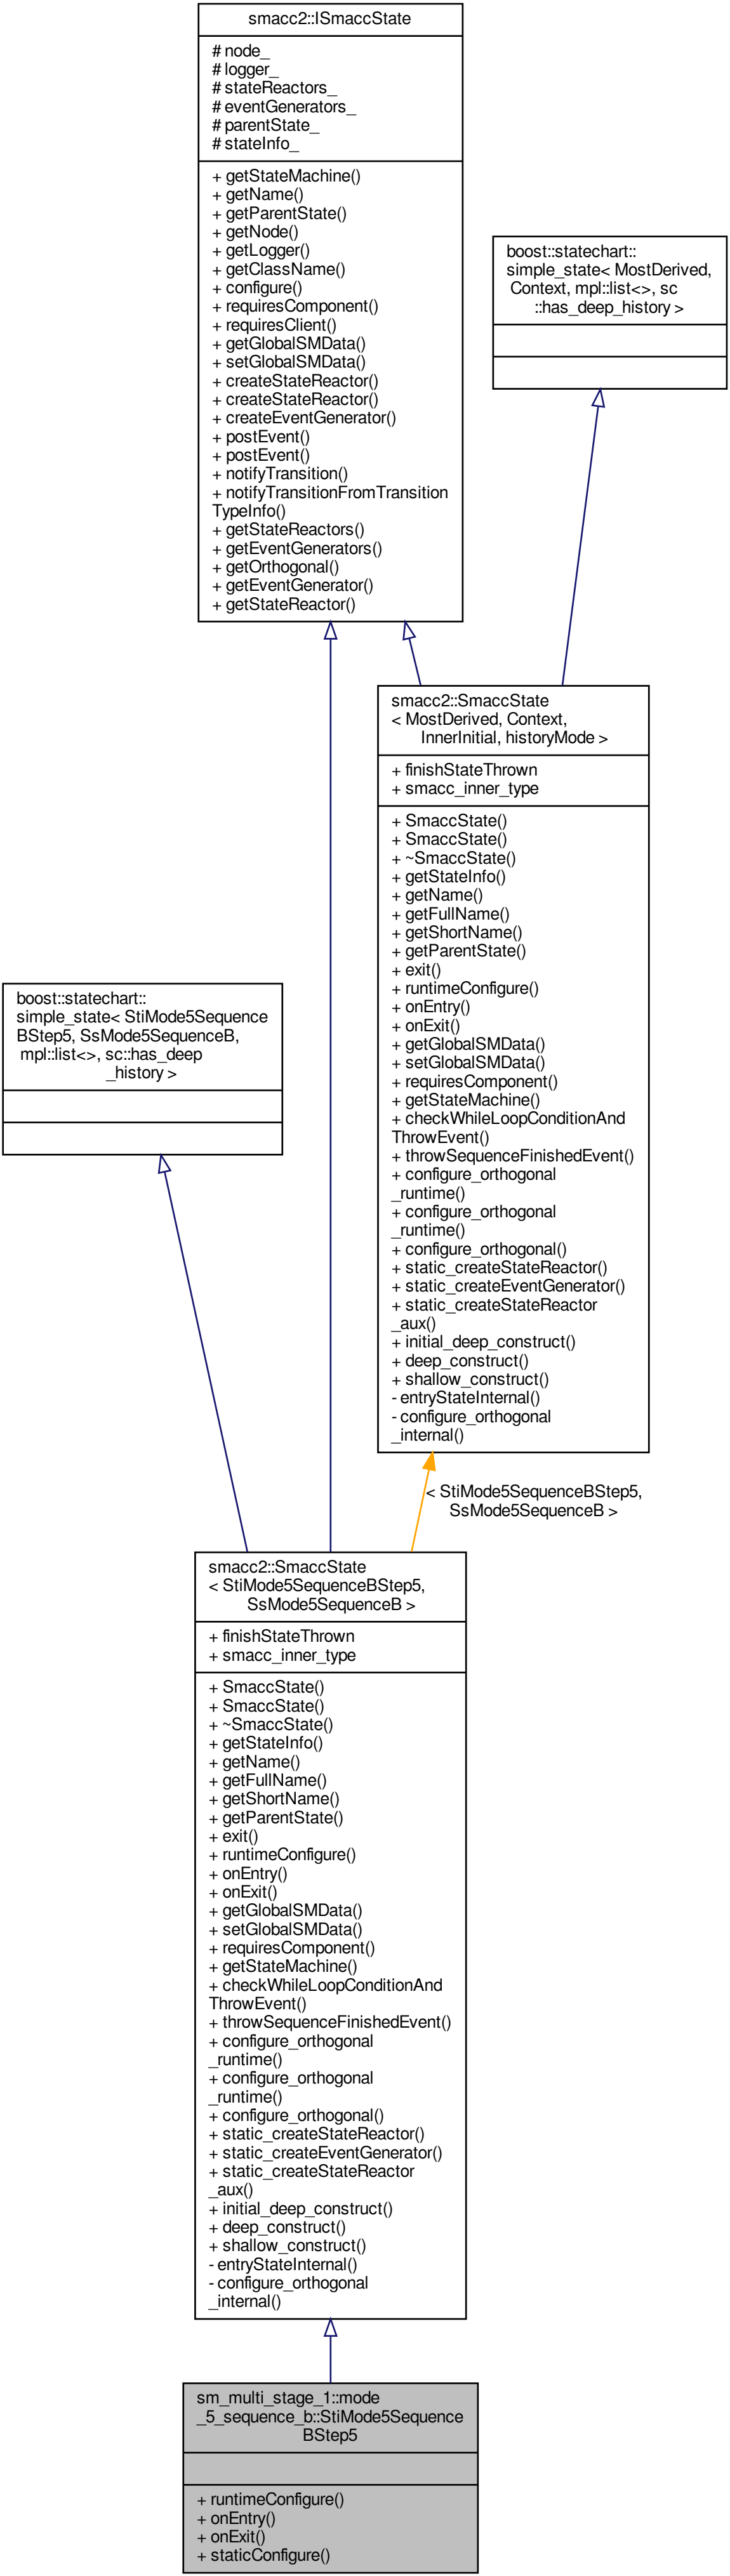 smacc2::ISmaccState
# node_
# logger_
# stateReactors_
# eventGenerators_
# parentState_
# stateInfo_
+ getStateMachine()
+ getName()
+ getParentState()
+ getNode()
+ getLogger()
+ getClassName()
+ configure()
+ requiresComponent()
+ requiresClient()
+ getGlobalSMData()
+ setGlobalSMData()
+ createStateReactor()
+ createStateReactor()
+ createEventGenerator()
+ postEvent()
+ postEvent()
+ notifyTransition()
+ notifyTransitionFromTransition
TypeInfo()
+ getStateReactors()
+ getEventGenerators()
+ getOrthogonal()
+ getEventGenerator()
+ getStateReactor()
boost::statechart::
simple_state< MostDerived,
Context, mpl::list<>, sc
::has_deep_history >
smacc2::SmaccState
< MostDerived, Context,
InnerInitial, historyMode >
+ finishStateThrown
+ smacc_inner_type
+ SmaccState()
+ SmaccState()
+ ~SmaccState()
+ getStateInfo()
+ getName()
+ getFullName()
+ getShortName()
+ getParentState()
+ exit()
+ runtimeConfigure()
+ onEntry()
+ onExit()
+ getGlobalSMData()
+ setGlobalSMData()
+ requiresComponent()
+ getStateMachine()
+ checkWhileLoopConditionAnd
ThrowEvent()
+ throwSequenceFinishedEvent()
+ configure_orthogonal
_runtime()
+ configure_orthogonal
_runtime()
+ configure_orthogonal()
+ static_createStateReactor()
+ static_createEventGenerator()
+ static_createStateReactor
_aux()
+ initial_deep_construct()
+ deep_construct()
+ shallow_construct()
- entryStateInternal()
- configure_orthogonal
_internal()
boost::statechart::
simple_state< StiMode5Sequence
BStep5, SsMode5SequenceB,
mpl::list<>, sc::has_deep
_history >
< StiMode5SequenceBStep5,
SsMode5SequenceB >
smacc2::SmaccState
< StiMode5SequenceBStep5,
SsMode5SequenceB >
+ finishStateThrown
+ smacc_inner_type
+ SmaccState()
+ SmaccState()
+ ~SmaccState()
+ getStateInfo()
+ getName()
+ getFullName()
+ getShortName()
+ getParentState()
+ exit()
+ runtimeConfigure()
+ onEntry()
+ onExit()
+ getGlobalSMData()
+ setGlobalSMData()
+ requiresComponent()
+ getStateMachine()
+ checkWhileLoopConditionAnd
ThrowEvent()
+ throwSequenceFinishedEvent()
+ configure_orthogonal
_runtime()
+ configure_orthogonal
_runtime()
+ configure_orthogonal()
+ static_createStateReactor()
+ static_createEventGenerator()
+ static_createStateReactor
_aux()
+ initial_deep_construct()
+ deep_construct()
+ shallow_construct()
- entryStateInternal()
- configure_orthogonal
_internal()
sm_multi_stage_1::mode
_5_sequence_b::StiMode5Sequence
BStep5
+ runtimeConfigure()
+ onEntry()
+ onExit()
+ staticConfigure()